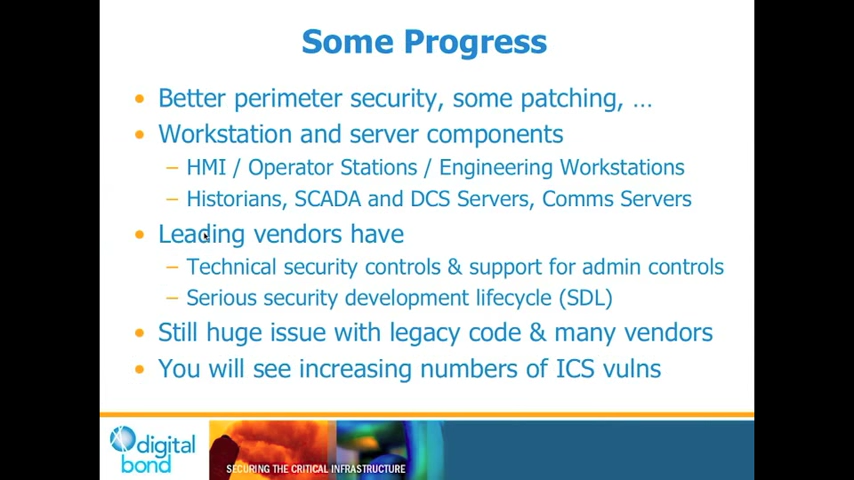 Some Progress
• Better perimeter security, some patching, ...
• Workstation and server components
– HMI / Operator Stations / Engineering Workstations
– Historians, SCADA and DCS Servers, Comms Servers
• Leading vendors have
– Technical security controls & support for admin controls
– Serious security development lifecycle (SDL)
• Still huge issue with legacy code & many vendors
• You will see increasing numbers of ICS vulns
digital
bond
SECURING THE CRITICAL INFRASTRUCTURE